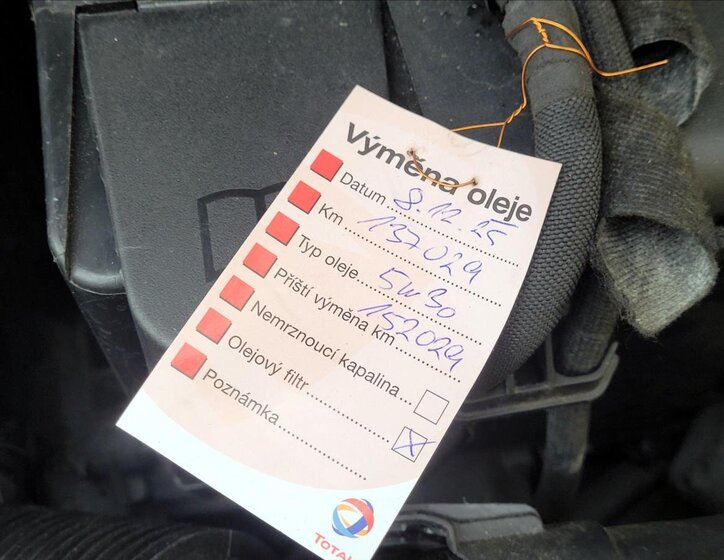 Výměna oleje
Datum 8.12.25
Km 137029
Typ oleje 5w30
Příští výměna km 152029
Nemrznoucí kapalina
Olejový filtr X
Poznámka
TOTAL